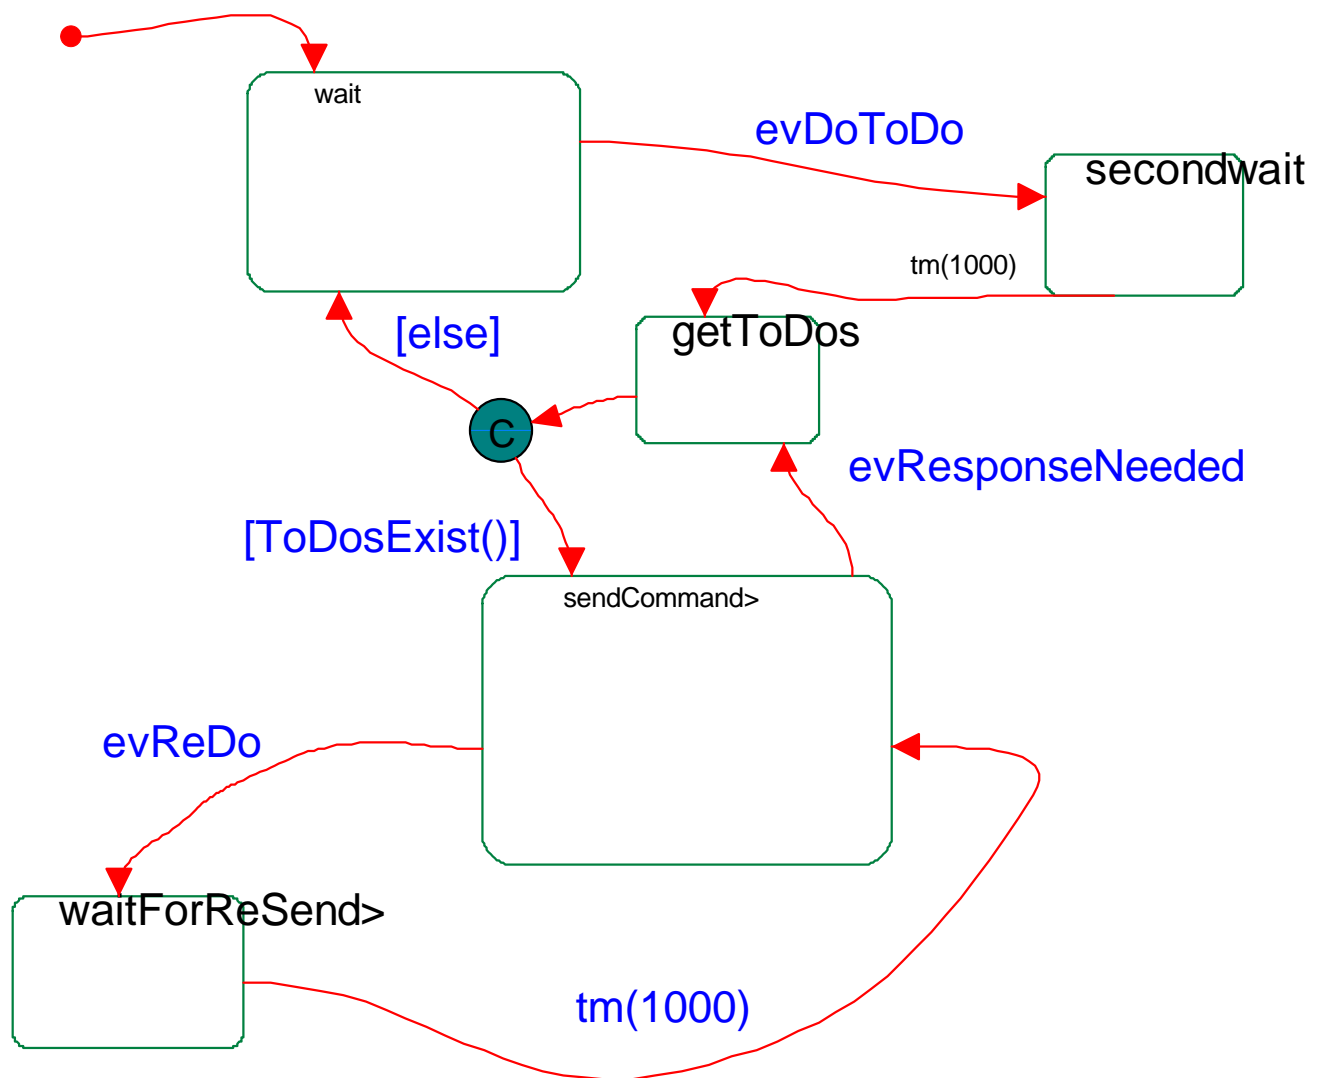 wait
evDoToDo
secondwait
tm(1000)
[else]
getToDos
C
evResponseNeeded
[ToDosExist()]
sendCommand>
evReDo
waitForReSend>
tm(1000)